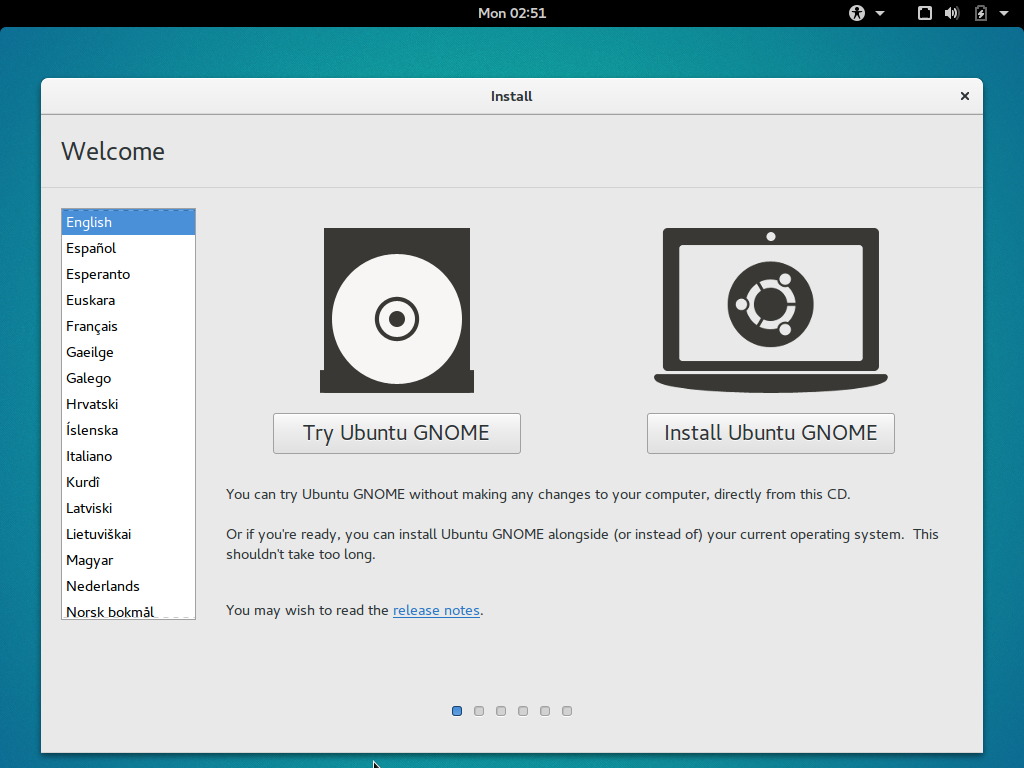 Mon 02:51
Install
Welcome
English
Español
Esperanto
Euskara
Français
Gaeilge
Galego
Hrvatski
Íslenska
Italiano
Kurdî
Latviski
Lietuviškai
Magyar
Nederlands
Norsk bokmål
Try Ubuntu GNOME
Install Ubuntu GNOME
You can try Ubuntu GNOME without making any changes to your computer, directly from this CD.
Or if you're ready, you can install Ubuntu GNOME alongside (or instead of) your current operating system.  This
shouldn't take too long.
You may wish to read the release notes.